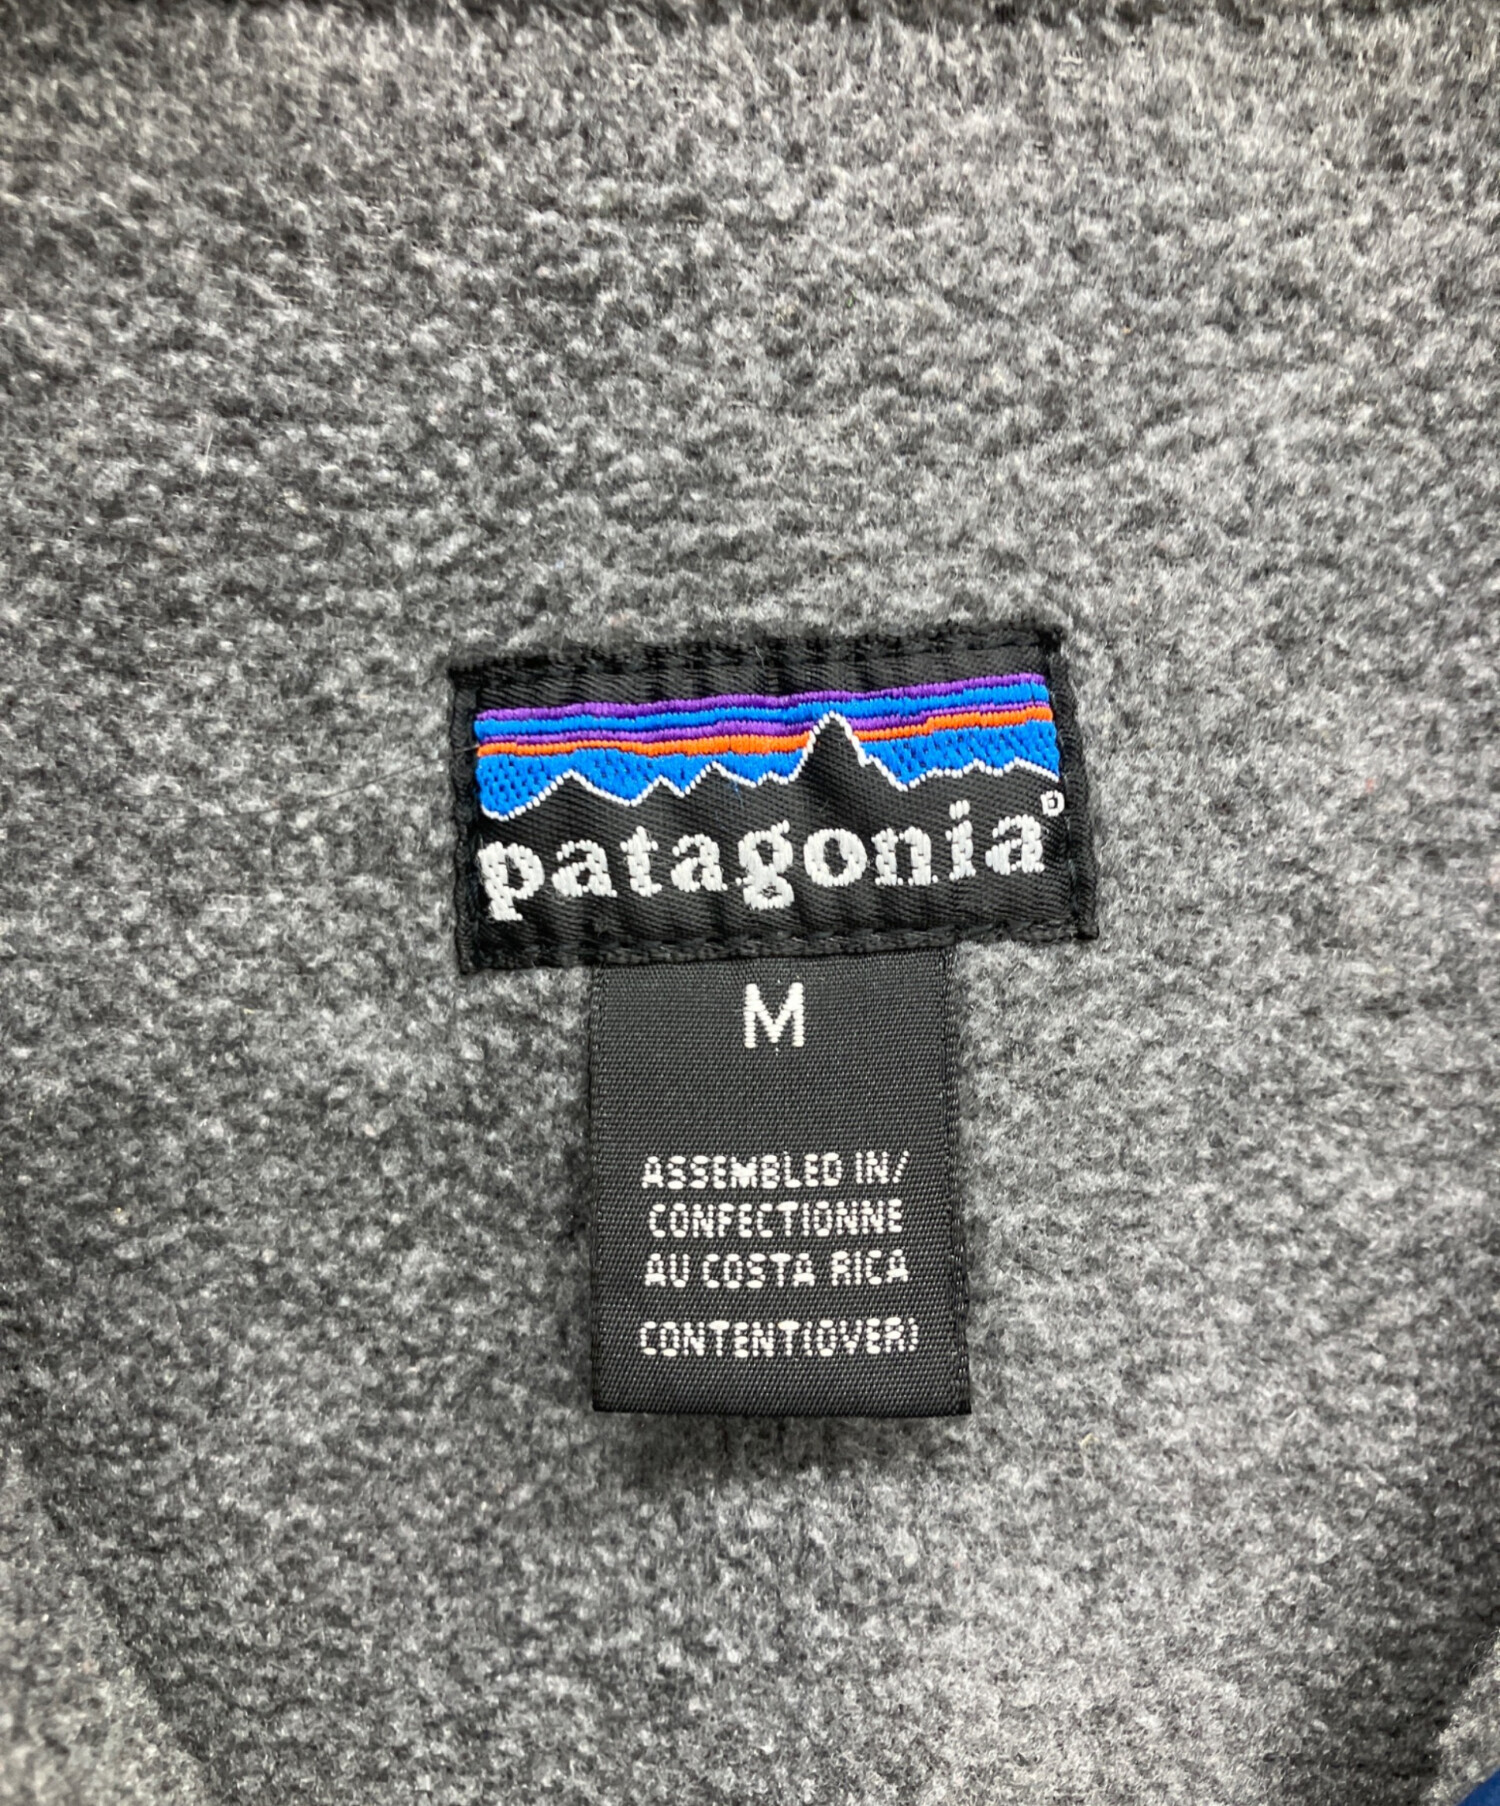 patagonia®
M
ASSEMBLED IN/
CONFECTIONNE
AU COSTA RICA
CONTENT(OVER)